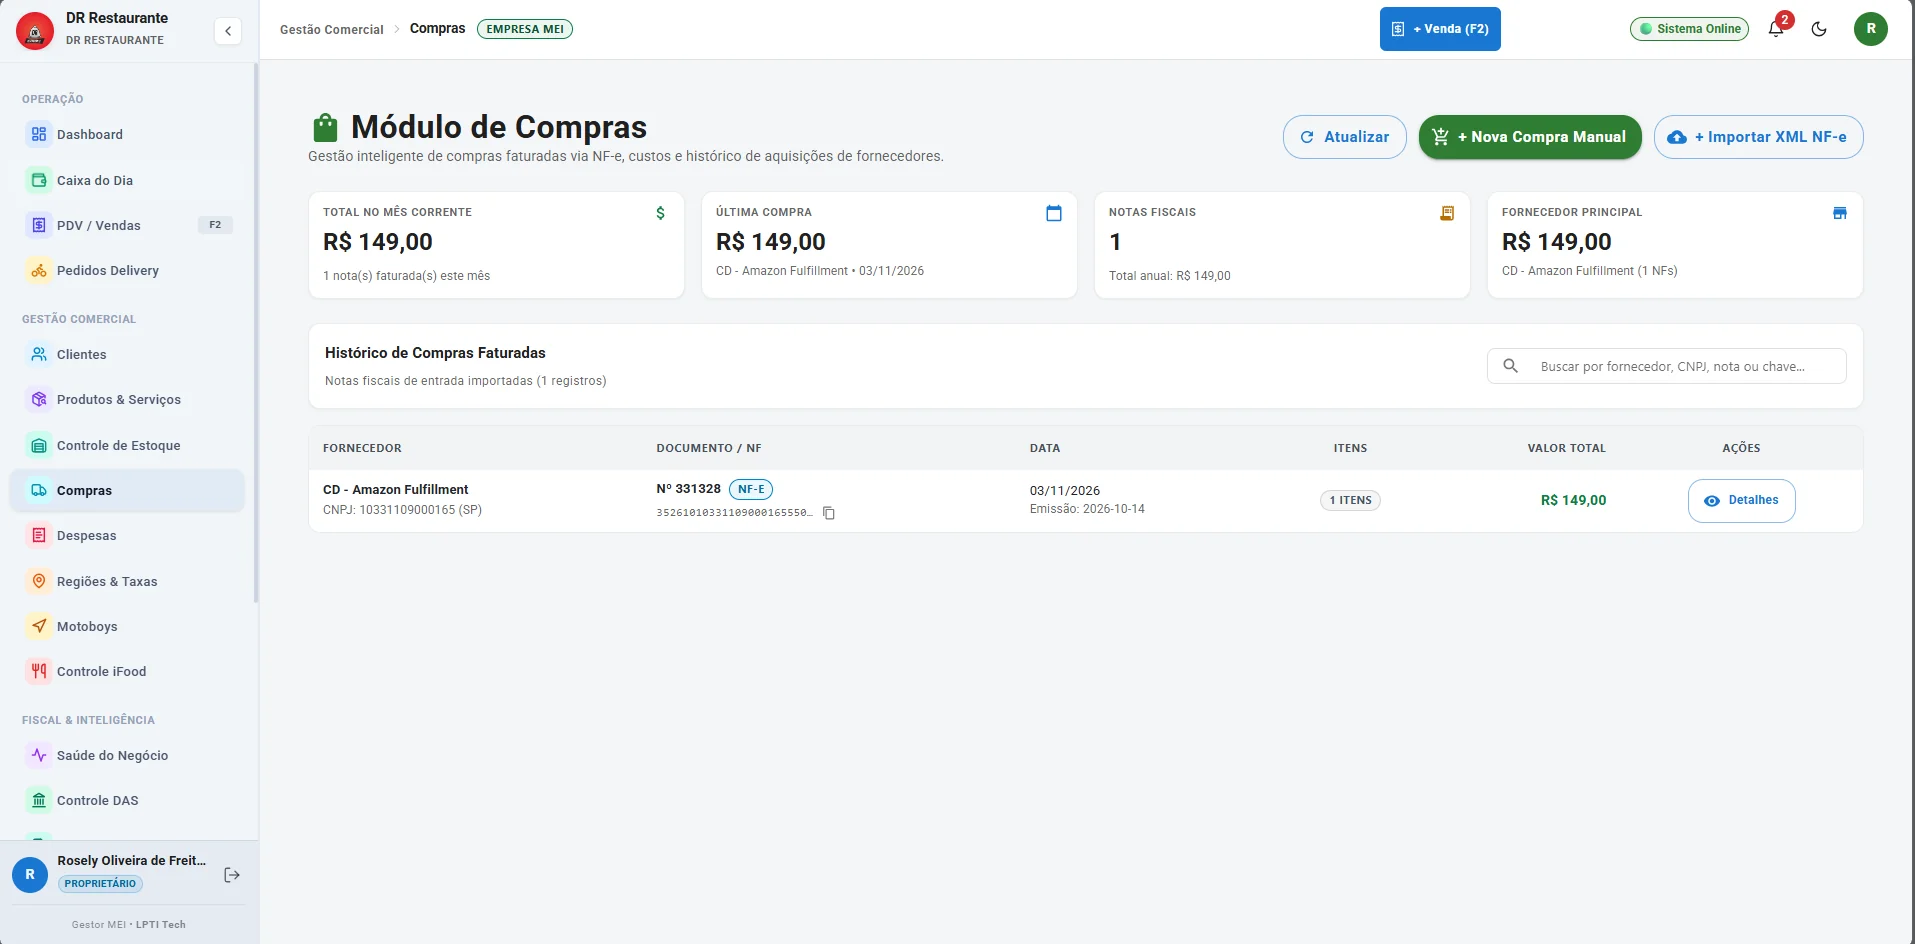 DR Restaurante
DR RESTAURANTE
Gestão Comercial > Compras EMPRESA MEI
+ Venda (F2)
Sistema Online
2
R
OPERAÇÃO
Dashboard
Caixa do Dia
PDV / Vendas F2
Pedidos Delivery
GESTÃO COMERCIAL
Clientes
Produtos & Serviços
Controle de Estoque
Compras
Despesas
Regiões & Taxas
Motoboys
Controle iFood
FISCAL & INTELIGÊNCIA
Saúde do Negócio
Controle DAS
R
Rosely Oliveira de Freit...
PROPRIETÁRIO
Gestor MEI • LPTI Tech
Módulo de Compras
Gestão inteligente de compras faturadas via NF-e, custos e histórico de aquisições de fornecedores.
Atualizar
+ Nova Compra Manual
+ Importar XML NF-e
TOTAL NO MÊS CORRENTE
R$ 149,00
1 nota(s) faturada(s) este mês
ÚLTIMA COMPRA
R$ 149,00
CD - Amazon Fulfillment • 03/11/2026
NOTAS FISCAIS
1
Total anual: R$ 149,00
FORNECEDOR PRINCIPAL
R$ 149,00
CD - Amazon Fulfillment (1 NFs)
Histórico de Compras Faturadas
Notas fiscais de entrada importadas (1 registros)
Buscar por fornecedor, CNPJ, nota ou chave...
FORNECEDOR DOCUMENTO / NF DATA ITENS VALOR TOTAL AÇÕES
CD - Amazon Fulfillment
CNPJ: 10331109000165 (SP)
Nº 331328 NF-E
35261010331109000165550...
03/11/2026
Emissão: 2026-10-14
1 ITENS
R$ 149,00
Detalhes